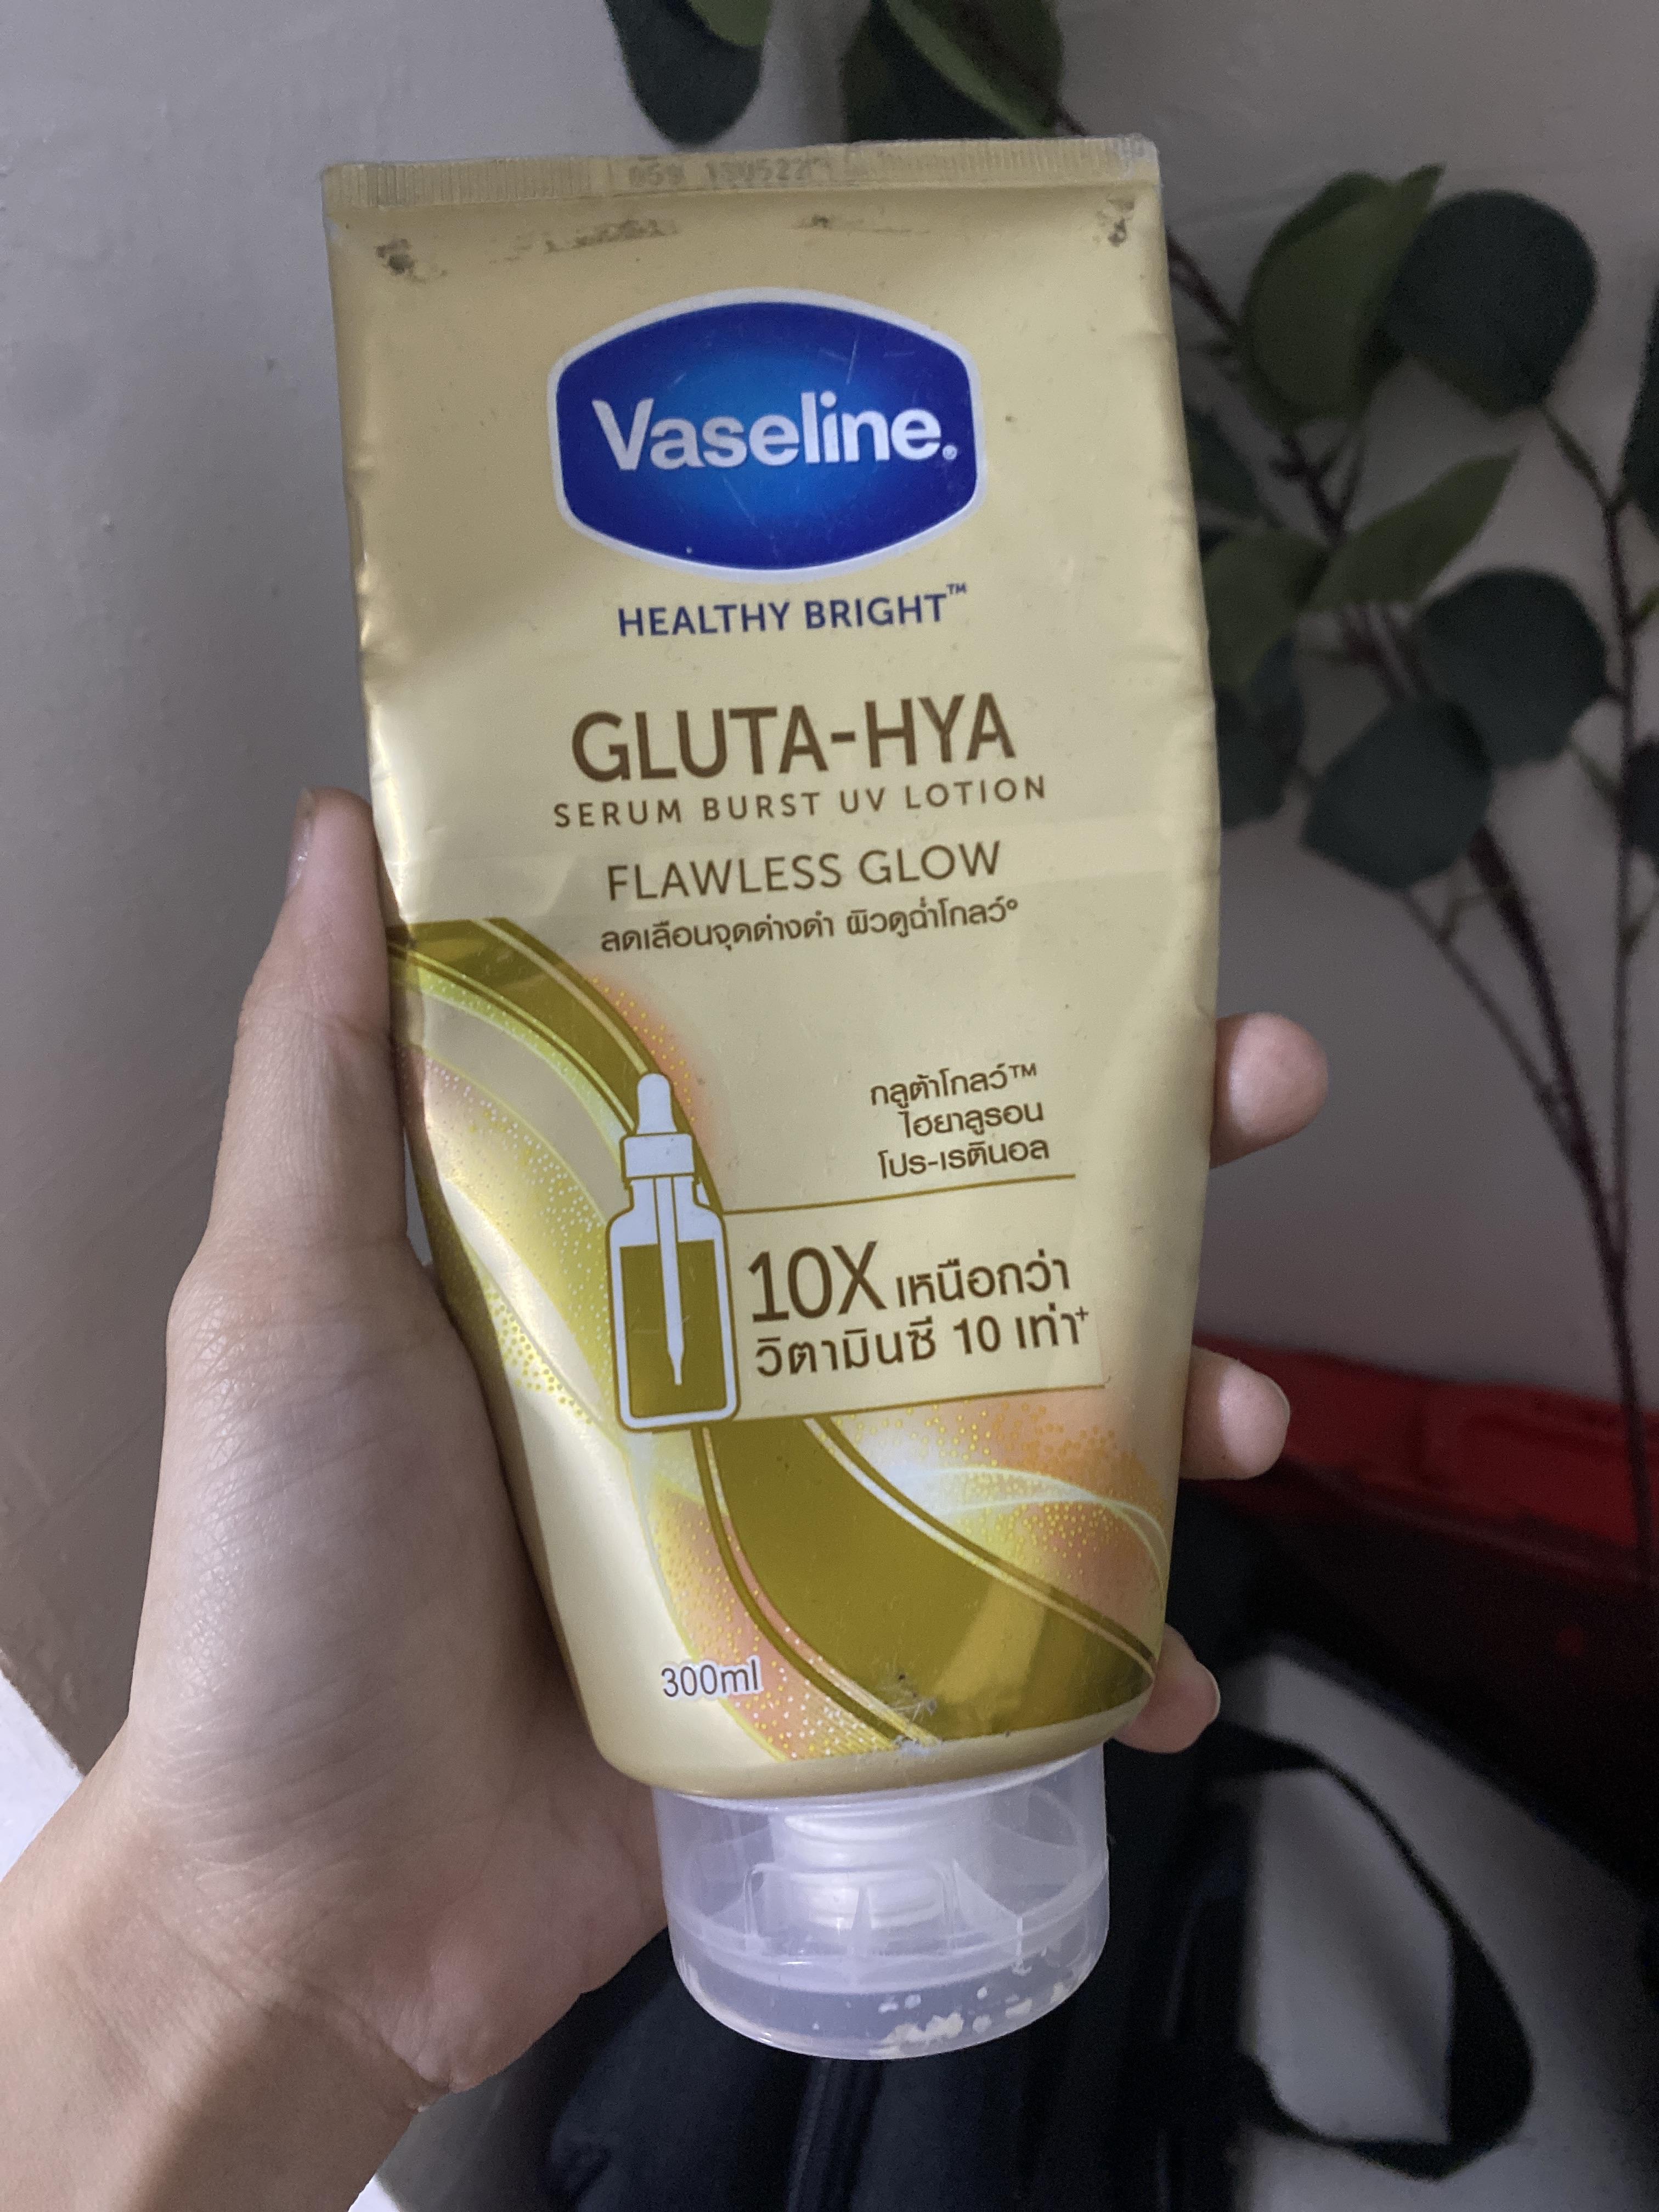 Vaseline®
HEALTHY BRIGHT™
GLUTA-HYA
SERUM BURST UV LOTION
FLAWLESS GLOW
ลดเลือนจุดด่างดำ ผิวดูฉ่ำโกลว์°
กลูต้าโกลว์™
ไฮยาลูรอน
โปร-เรตินอล
10X เหนือกว่า
วิตามินซี 10 เท่า⁺
300ml